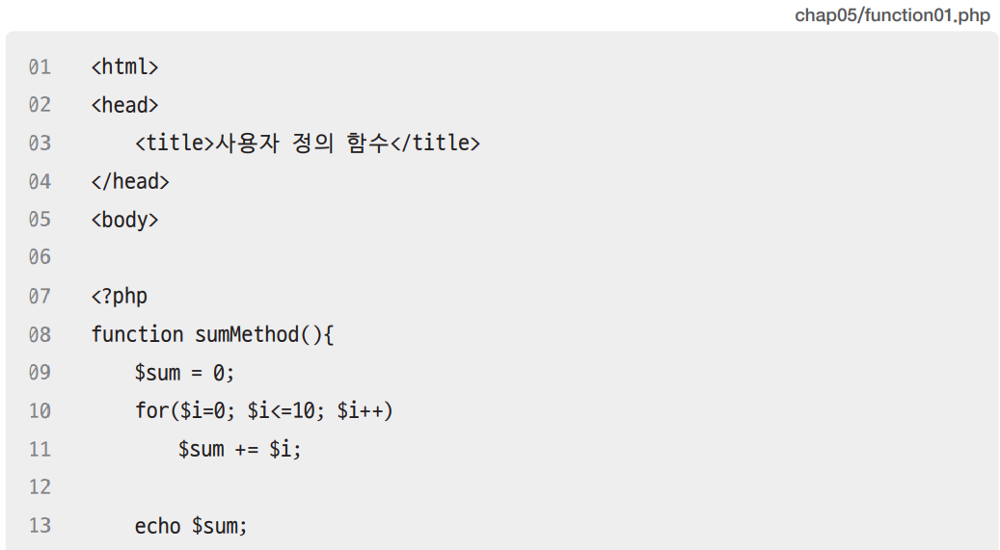 chap05/function01.php
01 <html>
02 <head>
03     <title>사용자 정의 함수</title>
04 </head>
05 <body>
06
07 <?php
08 function sumMethod(){
09     $sum = 0;
10     for($i=0; $i<=10; $i++)
11         $sum += $i;
12
13     echo $sum;